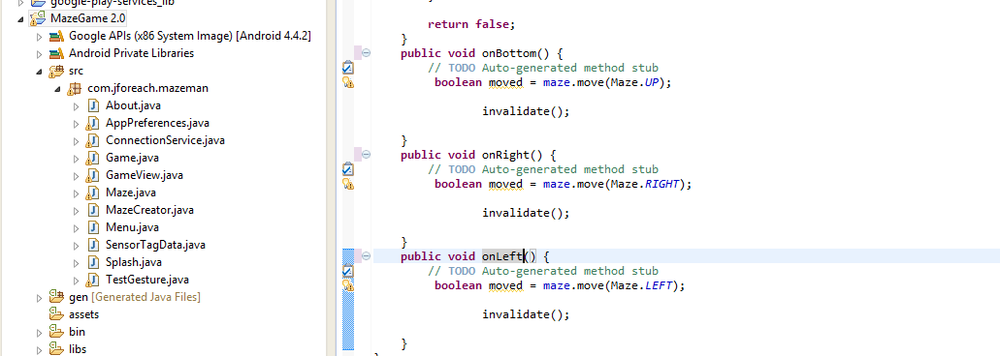 google-play-services_lib
MazeGame 2.0
Google APIs (x86 System Image) [Android 4.4.2]
Android Private Libraries
src
com.jforeach.mazeman
About.java
AppPreferences.java
ConnectionService.java
Game.java
GameView.java
Maze.java
MazeCreator.java
Menu.java
SensorTagData.java
Splash.java
TestGesture.java
gen [Generated Java Files]
assets
bin
libs
return false;
}
public void onBottom() {
// TODO Auto-generated method stub
boolean moved = maze.move(Maze.UP);
invalidate();
}
public void onRight() {
// TODO Auto-generated method stub
boolean moved = maze.move(Maze.RIGHT);
invalidate();
}
public void onLeft() {
// TODO Auto-generated method stub
boolean moved = maze.move(Maze.LEFT);
invalidate();
}